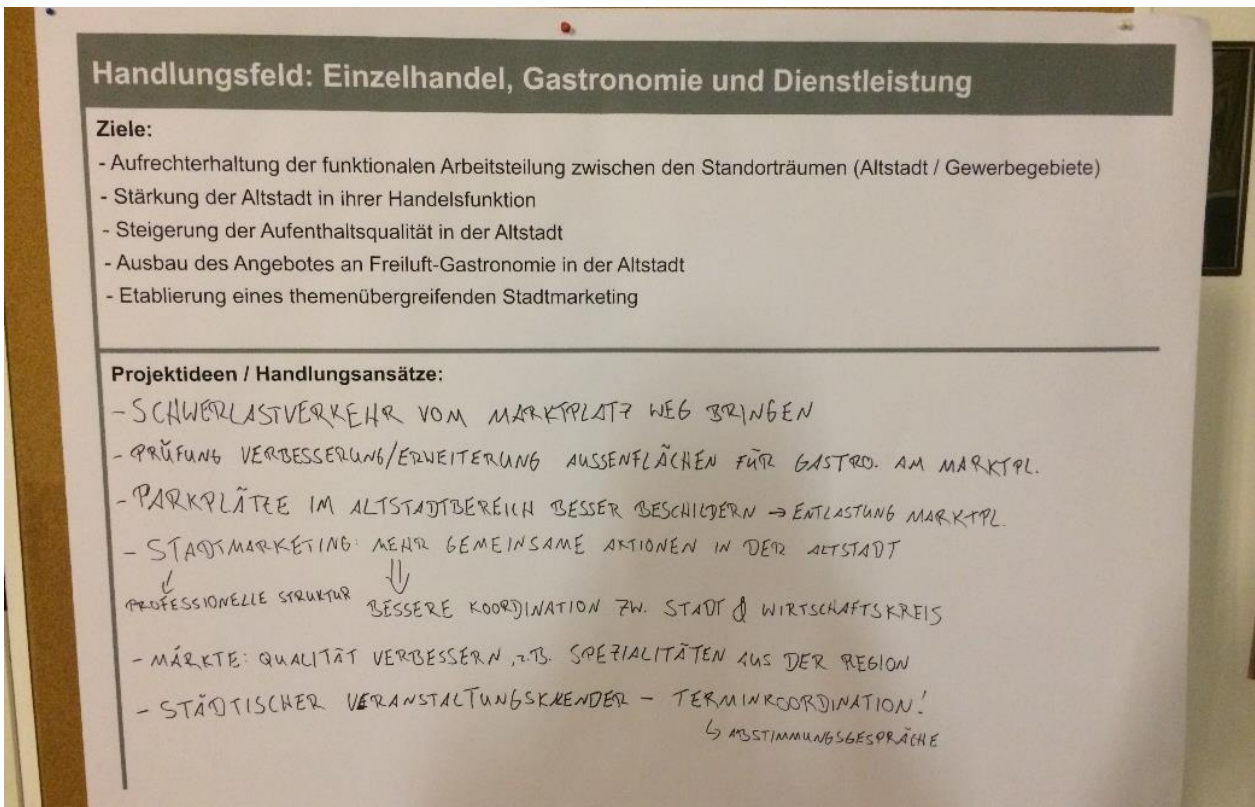 Handlungsfeld: Einzelhandel, Gastronomie und Dienstleistung
Ziele:
- Aufrechterhaltung der funktionalen Arbeitsteilung zwischen den Standorträumen (Altstadt / Gewerbegebiete)
- Stärkung der Altstadt in ihrer Handelsfunktion
- Steigerung der Aufenthaltsqualität in der Altstadt
- Ausbau des Angebotes an Freiluft-Gastronomie in der Altstadt
- Etablierung eines themenübergreifenden Stadtmarketing
Projektideen / Handlungsansätze:
- SCHWERLASTVERKEHR VOM MARKTPLATZ WEG BRINGEN
- PRÜFUNG VERBESSERUNG/ERWEITERUNG AUSSENFLÄCHEN FÜR GASTRO. AM MARKTPL.
- PARKPLÄTZE IM ALTSTADTBEREICH BESSER BESCHILDERN → ENTLASTUNG MARKTPL.
- STADTMARKETING: MEHR GEMEINSAME AKTIONEN IN DER ALTSTADT
↓ ⇓
PROFESSIONELLE STRUKTUR BESSERE KOORDINATION ZW. STADT & WIRTSCHAFTSKREIS
- MÄRKTE: QUALITÄT VERBESSERN, z.B. SPEZIALITÄTEN AUS DER REGION
- STÄDTISCHER VERANSTALTUNGSKALENDER - TERMINKOORDINATION!
↳ ABSTIMMUNGSGESPRÄCHE